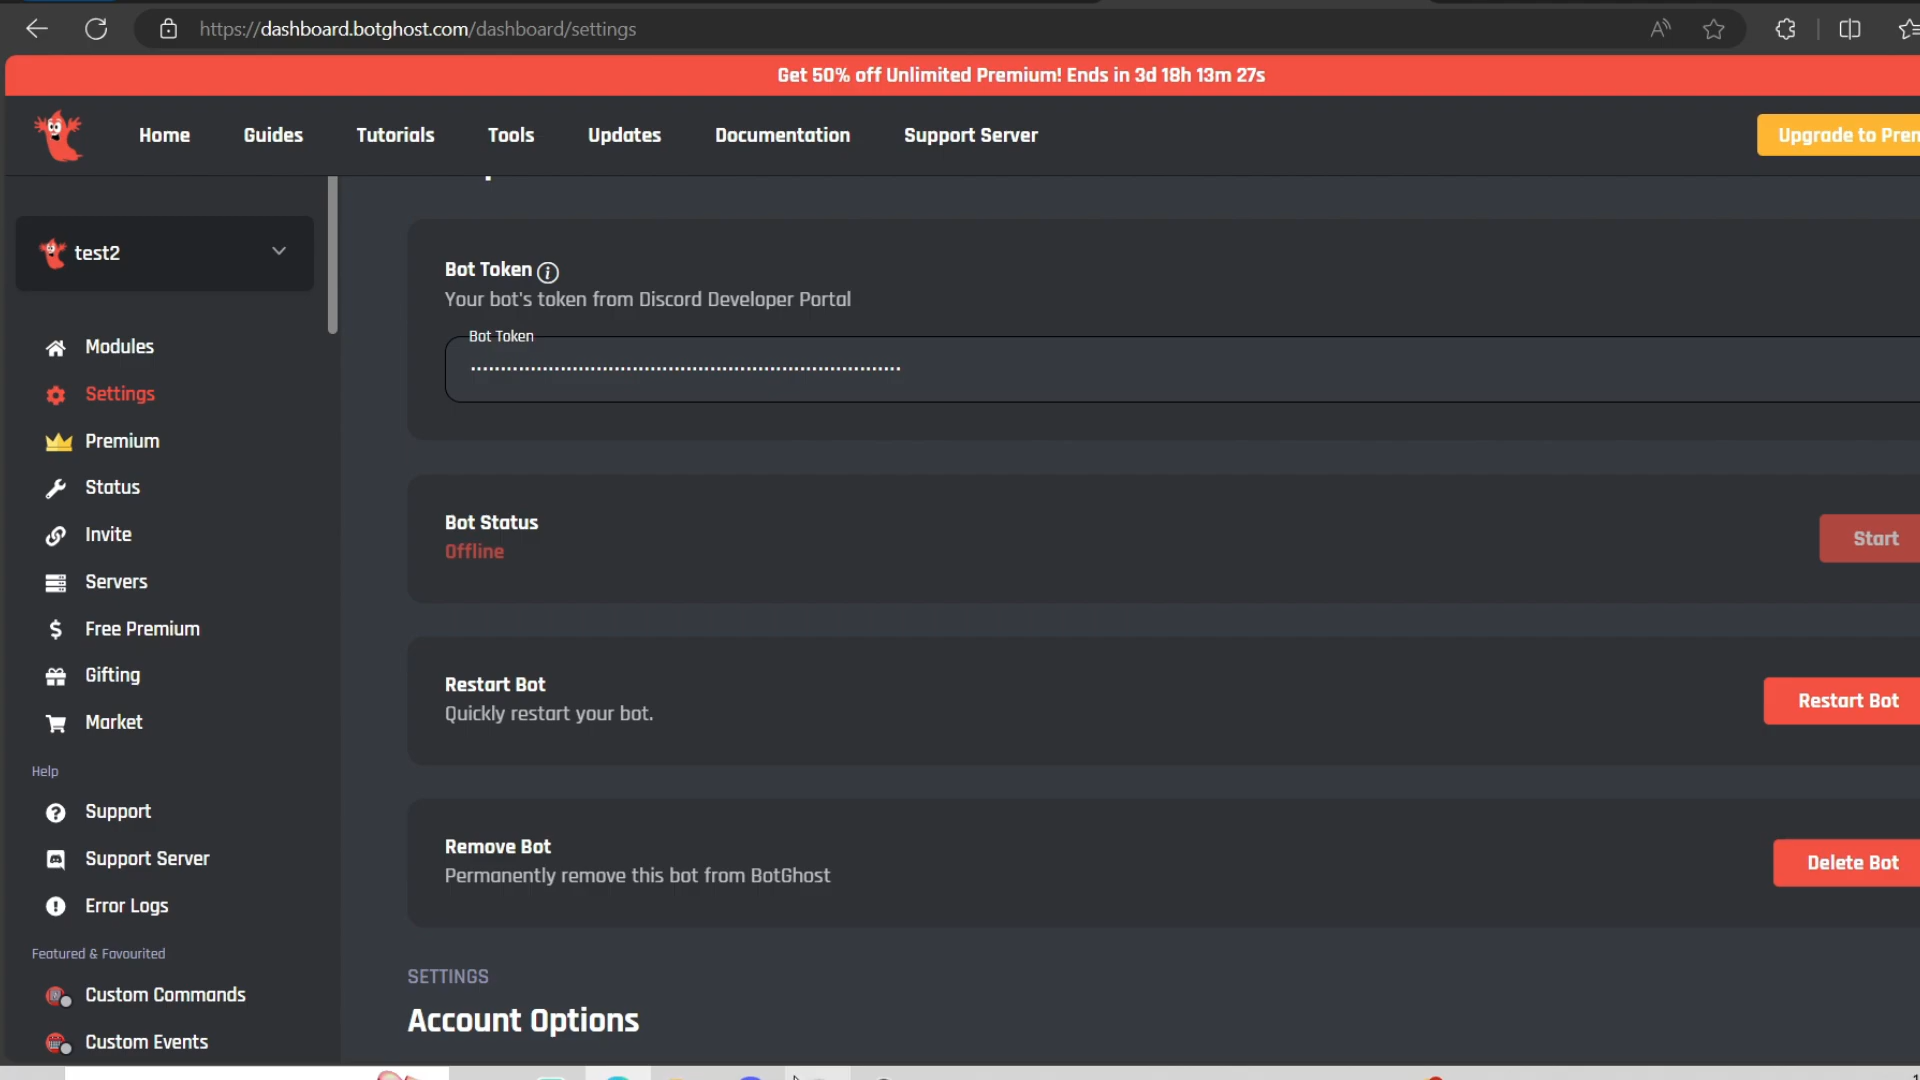 https://dashboard.botghost.com/dashboard/settings
Get 50% off Unlimited Premium! Ends in 3d 18h 13m 27s
Home Guides Tutorials Tools Updates Documentation Support Server
Upgrade to Prem
test2
Modules
Settings
Premium
Status
Invite
Servers
Free Premium
Gifting
Market
Help
Support
Support Server
Error Logs
Featured & Favourited
Custom Commands
Custom Events
Bot Token
Your bot's token from Discord Developer Portal
Bot Token
Bot Status
Offline
Start
Restart Bot
Quickly restart your bot.
Restart Bot
Remove Bot
Permanently remove this bot from BotGhost
Delete Bot
SETTINGS
Account Options